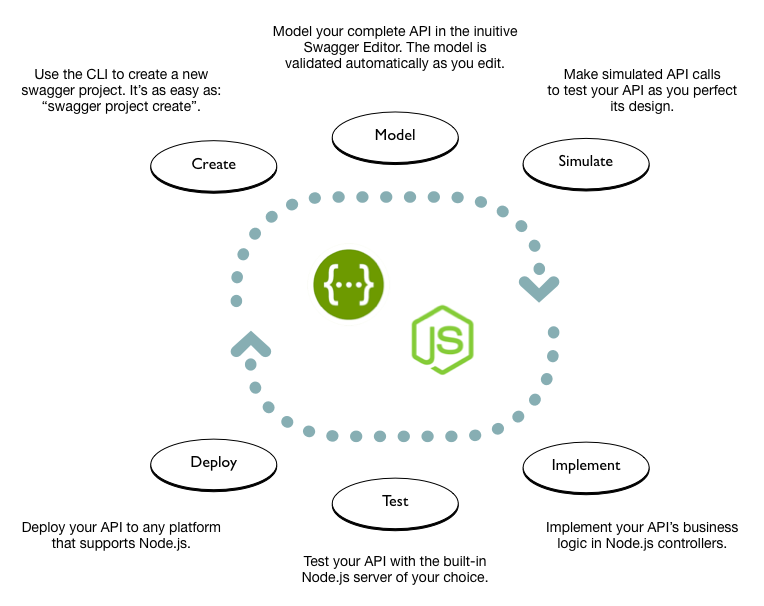 Model your complete API in the inuitive
Swagger Editor. The model is
validated automatically as you edit.
Use the CLI to create a new
swagger project. It's as easy as:
“swagger project create”.
Make simulated API calls
to test your API as you perfect
its design.
Model
Create
Simulate
{···}
JS
Deploy
Implement
Test
Deploy your API to any platform
that supports Node.js.
Implement your API's business
logic in Node.js controllers.
Test your API with the built-in
Node.js server of your choice.